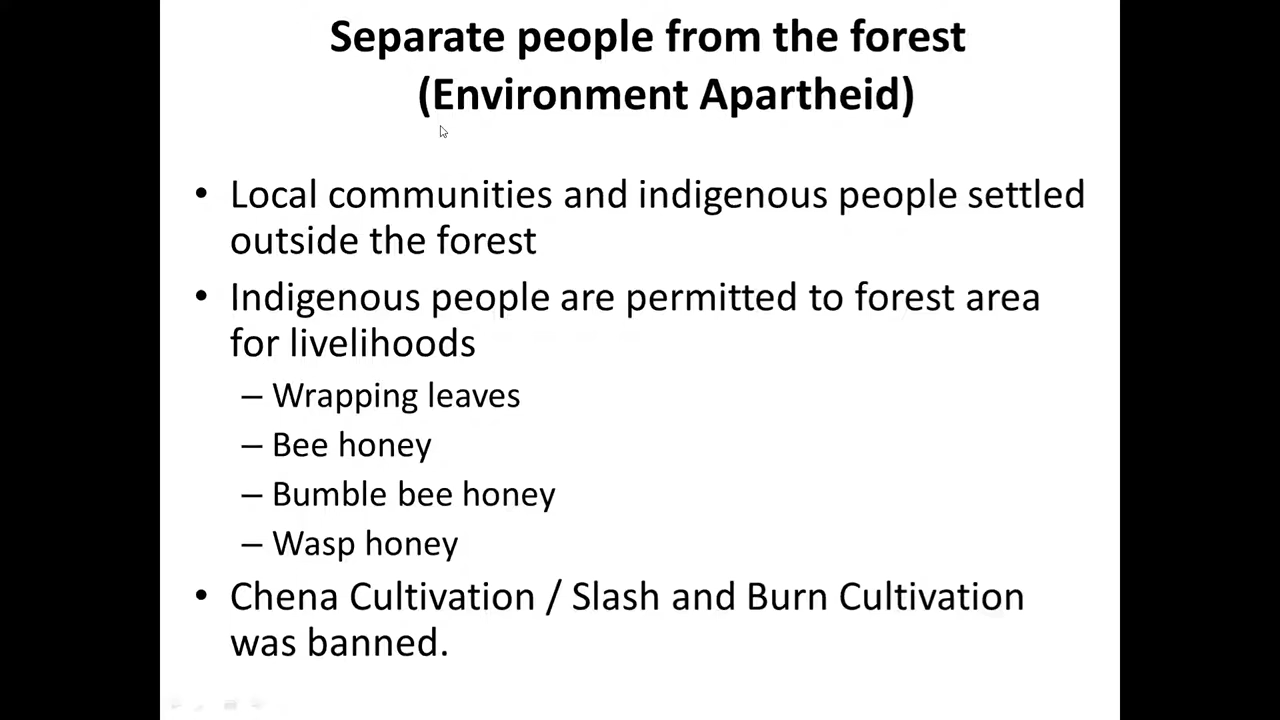 Separate people from the forest
(Environment Apartheid)
• Local communities and indigenous people settled
outside the forest
• Indigenous people are permitted to forest area
for livelihoods
– Wrapping leaves
– Bee honey
– Bumble bee honey
– Wasp honey
• Chena Cultivation / Slash and Burn Cultivation
was banned.